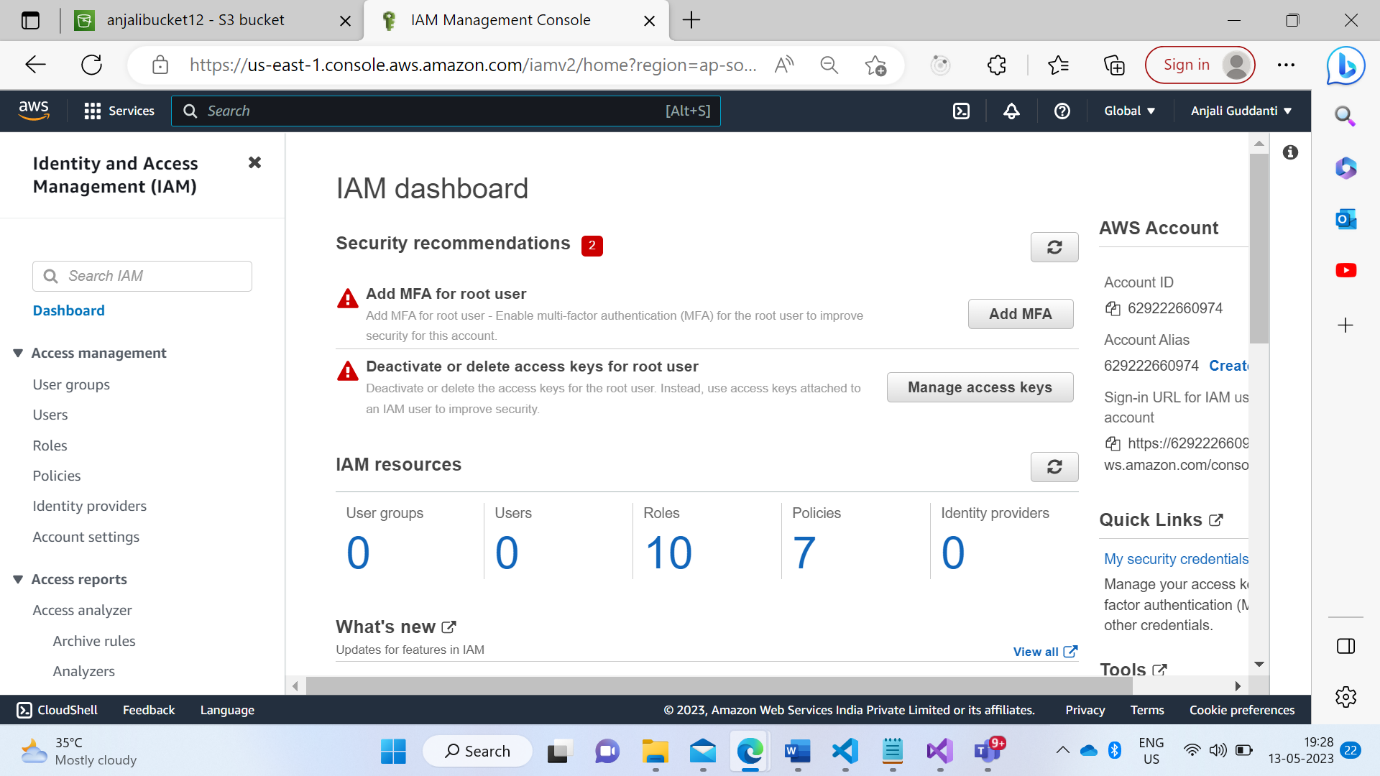 anjalibucket12 - S3 bucket
IAM Management Console
https://us-east-1.console.aws.amazon.com/iamv2/home?region=ap-so...
Sign in
aws
Services
Search
[Alt+S]
Global
Anjali Guddanti
Identity and Access
Management (IAM)
Search IAM
Dashboard
Access management
User groups
Users
Roles
Policies
Identity providers
Account settings
Access reports
Access analyzer
Archive rules
Analyzers
IAM dashboard
Security recommendations 2
Add MFA for root user
Add MFA for root user - Enable multi-factor authentication (MFA) for the root user to improve
security for this account.
Add MFA
Deactivate or delete access keys for root user
Deactivate or delete the access keys for the root user. Instead, use access keys attached to
an IAM user to improve security.
Manage access keys
IAM resources
User groups
0
Users
0
Roles
10
Policies
7
Identity providers
0
What's new
Updates for features in IAM
View all
AWS Account
Account ID
629222660974
Account Alias
629222660974 Create
Sign-in URL for IAM us
account
https://6292226609
ws.amazon.com/conso
Quick Links
My security credentials
Manage your access k
factor authentication (M
other credentials.
Tools
CloudShell
Feedback
Language
© 2023, Amazon Web Services India Private Limited or its affiliates.
Privacy
Terms
Cookie preferences
35°C
Mostly cloudy
Search
9+
ENG
US
19:28
13-05-2023
22